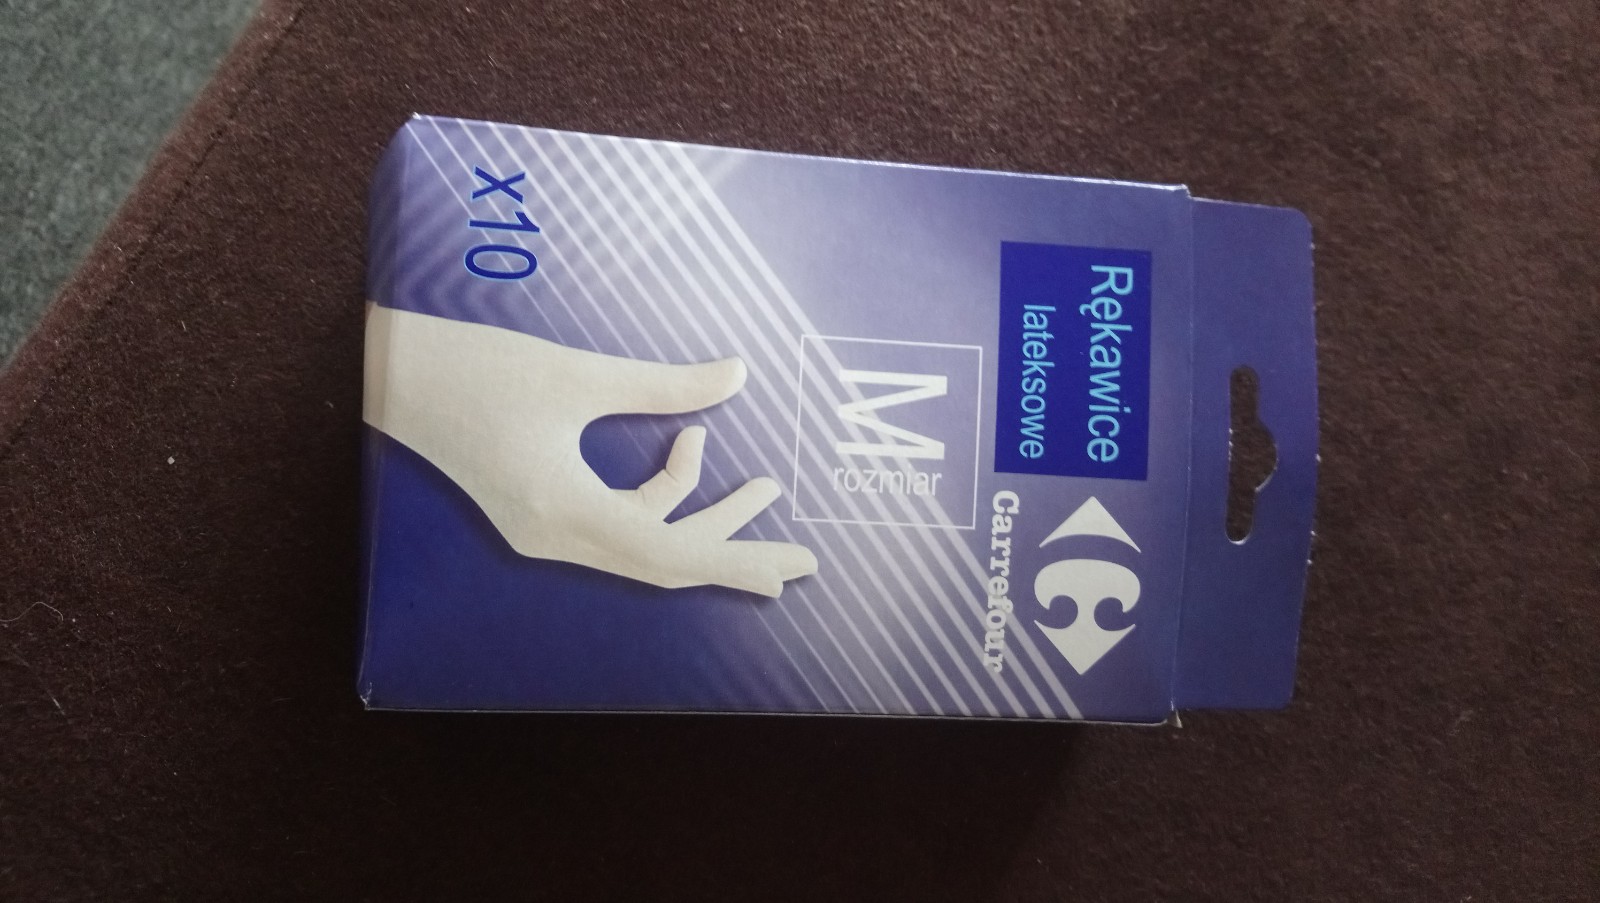 Rękawice
lateksowe
Carrefour
M
rozmiar
x10